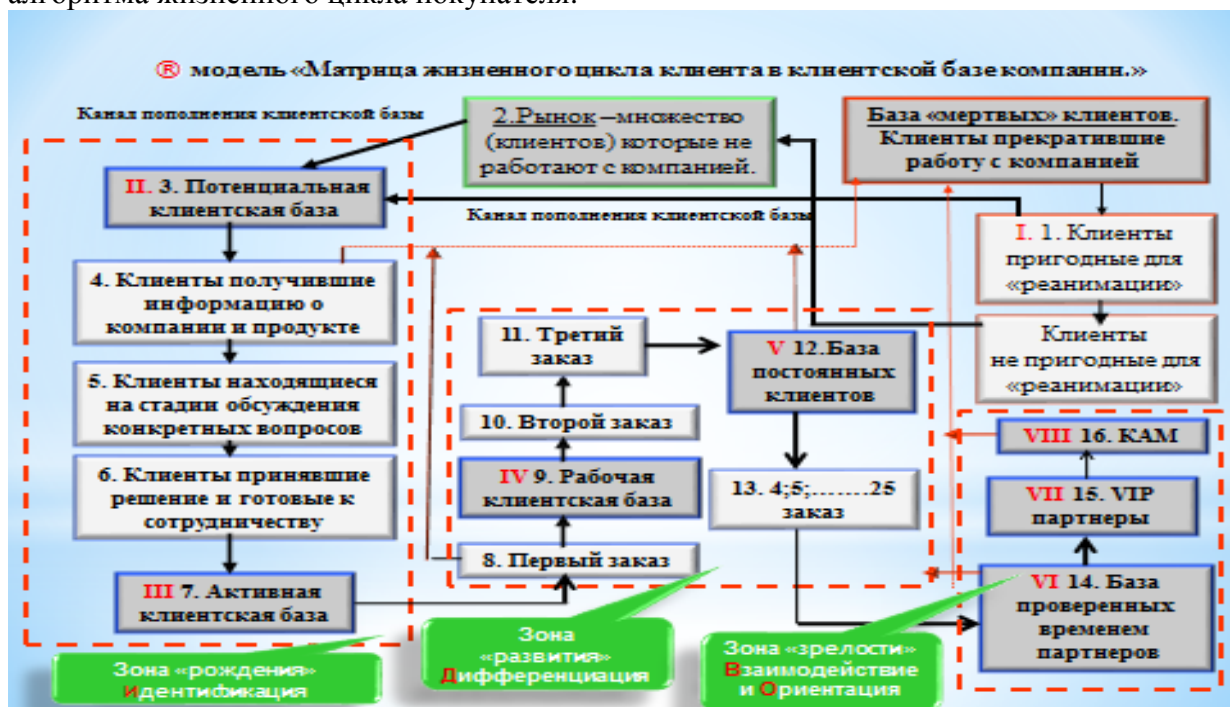 алгоритма жизненного цикла покупателя.
® модель «Матрица жизненного цикла клиента в клиентской базе компании.»
Канал пополнения клиентской базы
2.Рынок –множество
(клиентов) которые не
работают с компанией.
База «мертвых» клиентов.
Клиенты прекратившие
работу с компанией
II. 3. Потенциальная
клиентская база
Канал пополнения клиентской базы
I. 1. Клиенты
пригодные для
«реанимации»
4. Клиенты получившие
информацию о
компании и продукте
11. Третий
заказ
V 12.База
постоянных
клиентов
Клиенты
не пригодные для
«реанимации»
5. Клиенты находящиеся
на стадии обсуждения
конкретных вопросов
10. Второй заказ
VIII 16. КАМ
6. Клиенты принявшие
решение и готовые к
сотрудничеству
IV 9. Рабочая
клиентская база
13. 4;5;.......25
заказ
VII 15. VIP
партнеры
8. Первый заказ
III 7. Активная
клиентская база
VI 14. База
проверенных
временем
партнеров
Зона «рождения»
Идентификация
Зона
«развития»
Дифференциация
Зона «зрелости»
Взаимодействие
и Ориентация